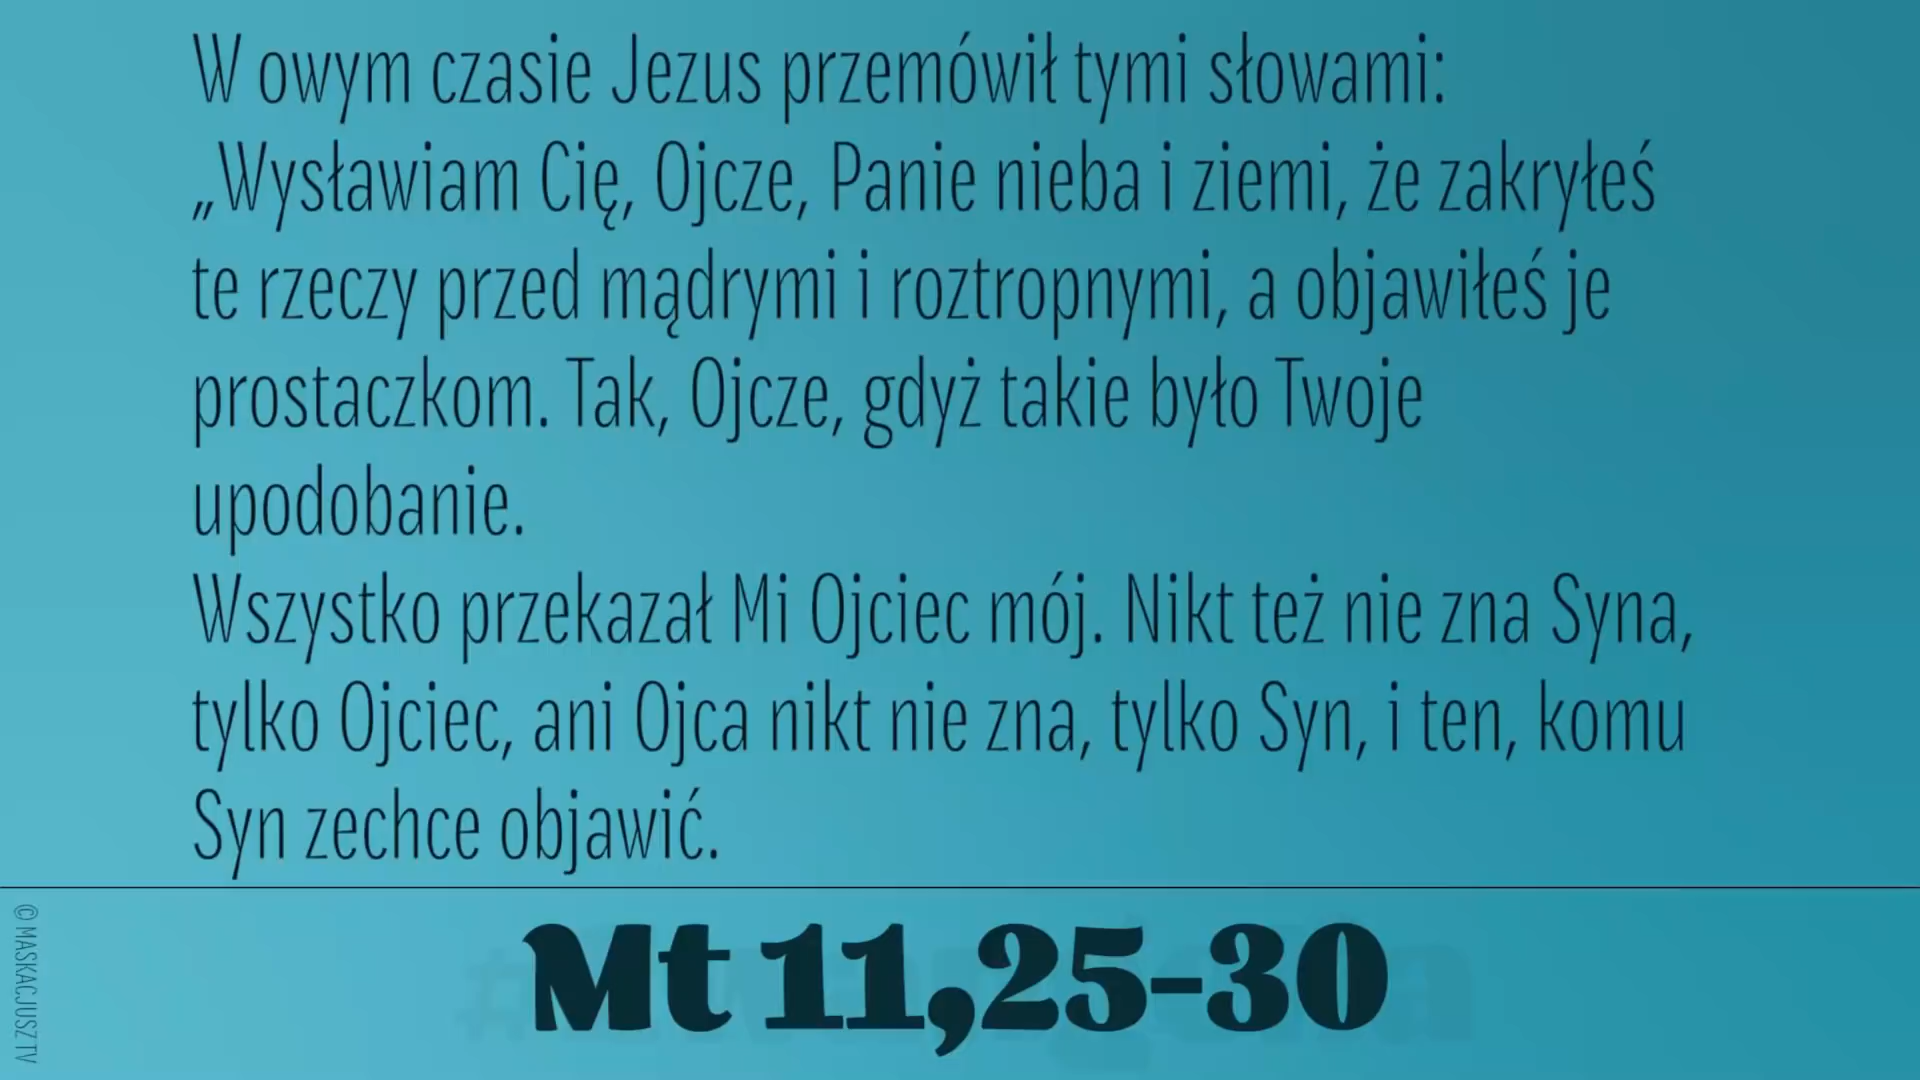 W owym czasie Jezus przemówił tymi słowami:
„Wysławiam Cię, Ojcze, Panie nieba i ziemi, że zakryłeś
te rzeczy przed mądrymi i roztropnymi, a objawiłeś je
prostaczkom. Tak, Ojcze, gdyż takie było Twoje
upodobanie.
Wszystko przekazał Mi Ojciec mój. Nikt też nie zna Syna,
tylko Ojciec, ani Ojca nikt nie zna, tylko Syn, i ten, komu
Syn zechce objawić.
Mt 11,25-30
© MASKACJUSZ TV